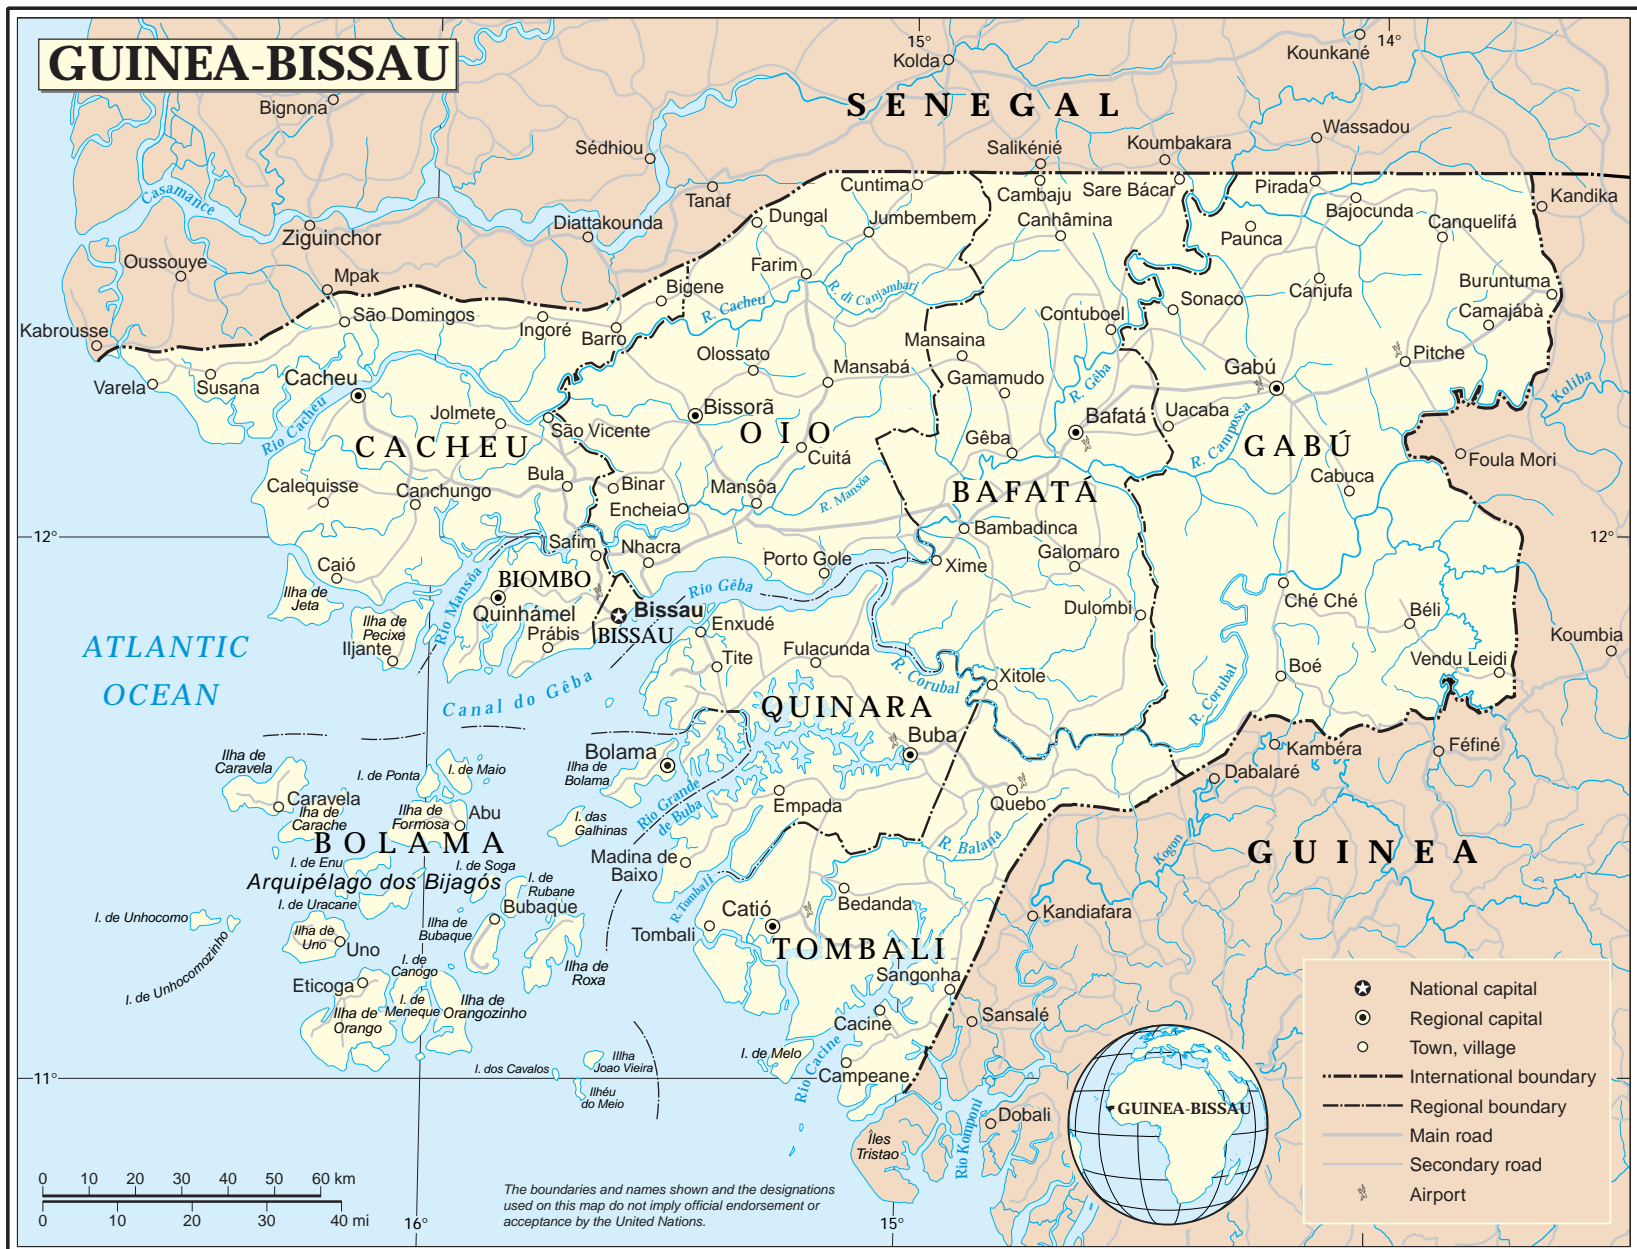 GUINEA-BISSAU
15°
14°
Kolda
Kounkané
Bignona
SENEGAL
Wassadou
Sédhiou
Salikénié
Koumbakara
Casamance
Tanaf
Cuntima
Cambaju
Sare Bácar
Pirada
Kandika
Dungal
Jumbembem
Canhâmina
Bajocunda
Canquelifá
Diattakounda
Ziguinchor
Paunca
Oussouye
Mpak
Farim
Bigene
R. Cacheu
R. di Canjambari
Sonaco
Canjufa
Buruntuma
São Domingos
Ingoré
Barro
Contuboel
Camajábá
Kabrousse
Olossato
Mansaina
Pitche
Varela
Susana
Cacheu
Mansabá
Gamamudo
R. Gêba
Gabú
Koliba
Rio Cacheu
Jolmete
Bissorã
Bafatá
Uacaba
R. Campossa
CACHEU
São Vicente
OIO
Gêba
GABÚ
Cuitá
Foula Mori
Calequisse
Canchungo
Bula
Binar
Mansôa
R. Mansôa
BAFATÁ
Cabuca
Encheia
Bambadinca
12°
12°
Safim
Nhacra
Porto Gole
Galomaro
Caió
Xime
Ilha de
Jeta
BIOMBO
Rio Mansôa
Rio Gêba
Ché Ché
Quinhámel
Bissau
Dulombi
Béli
Ilha de
Pecixe
Prábis
BISSAU
Enxudé
Koumbia
Iljante
Tite
Fulacunda
Boé
Vendu Leidi
ATLANTIC
OCEAN
R. Corubal
Xitole
R. Corubal
Canal do Gêba
QUINARA
Buba
Ilha de
Caravela
Bolama
Kambéra
Féfiné
I. de Ponta
I. de Maio
Ilha de
Bolama
Dabalaré
Caravela
Ilha de
Carache
Ilha de
Formosa
Abu
I. das
Galhinas
Rio Grande
de Buba
Empada
Quebo
BOLAMA
R. Balana
Kogon
GUINEA
I. de Enu
I. de Soga
Madina de
Baixo
Arquipélago dos Bijagós
I. de
Rubane
R. Tombali
Bedanda
I. de Uracane
Bubaque
Catió
Kandiafara
I. de Unhocomo
Ilha de
Uno
Uno
Ilha de
Bubaque
Tombali
TOMBALI
I. de Unhocomozinho
I. de
Canogo
Ilha de
Roxa
Sangonha
Eticoga
Ilha de
Orango
I. de
Meneque
Ilha de
Orangozinho
Cacine
Sansalé
I. dos Cavalos
Illha
Joao Vieira
I. de Melo
Rio Cacine
Campeane
11°
Ilhéu
do Meio
Rio Komponi
Dobali
Îles
Tristao
GUINEA-BISSAU
National capital
Regional capital
Town, village
International boundary
Regional boundary
Main road
Secondary road
Airport
0 10 20 30 40 50 60 km
0 10 20 30 40 mi
16°
15°
The boundaries and names shown and the designations
used on this map do not imply official endorsement or
acceptance by the United Nations.